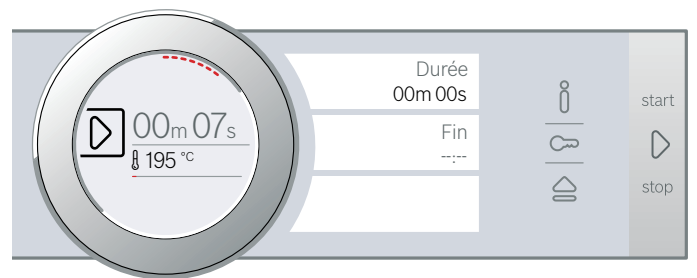 00m 07s
195 °C
Durée
00m 00s
Fin
--:--
start
stop